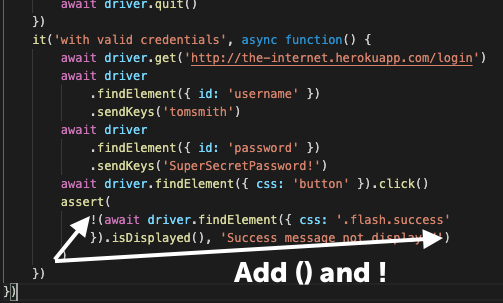 await driver.quit()
})
it('with valid credentials', async function() {
await driver.get('http://the-internet.herokuapp.com/login')
await driver
.findElement({ id: 'username' })
.sendKeys('tomsmith')
await driver
.findElement({ id: 'password' })
.sendKeys('SuperSecretPassword!')
await driver.findElement({ css: 'button' }).click()
assert(
!(await driver.findElement({ css: '.flash.success'
}).isDisplayed(), 'Success message not displayed')
)
})
Add () and !
})